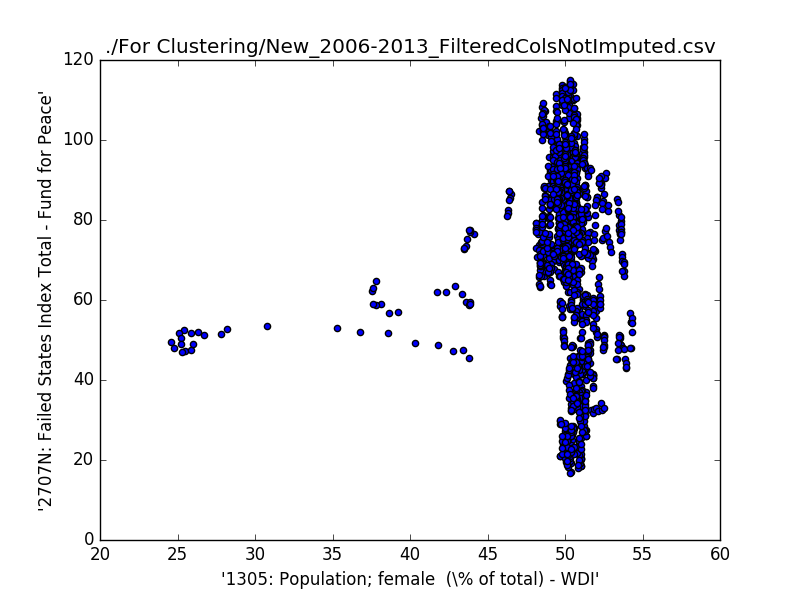 ./For Clustering/New_2006-2013_FilteredColsNotImputed.csv
120
100
80
60
40
20
0
'2707N: Failed States Index Total - Fund for Peace'
20 25 30 35 40 45 50 55 60
'1305: Population; female  (\% of total) - WDI'